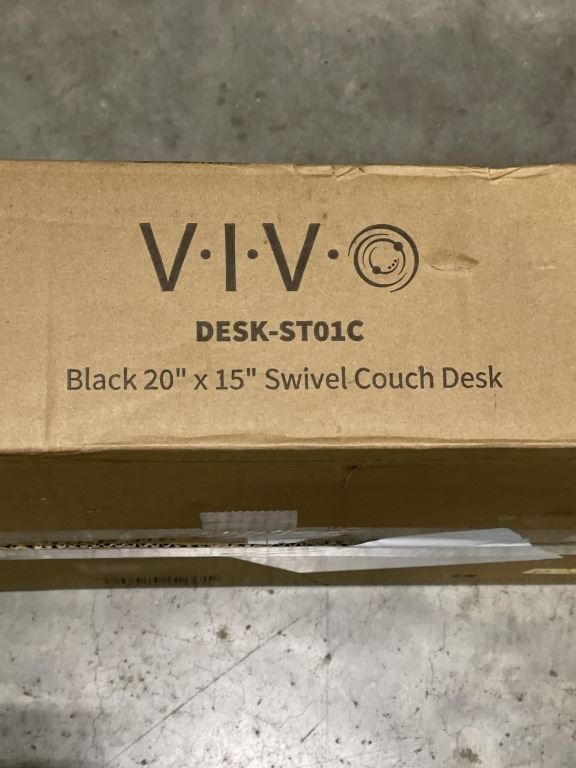 V·I·V·O
DESK-ST01C
Black 20" x 15" Swivel Couch Desk